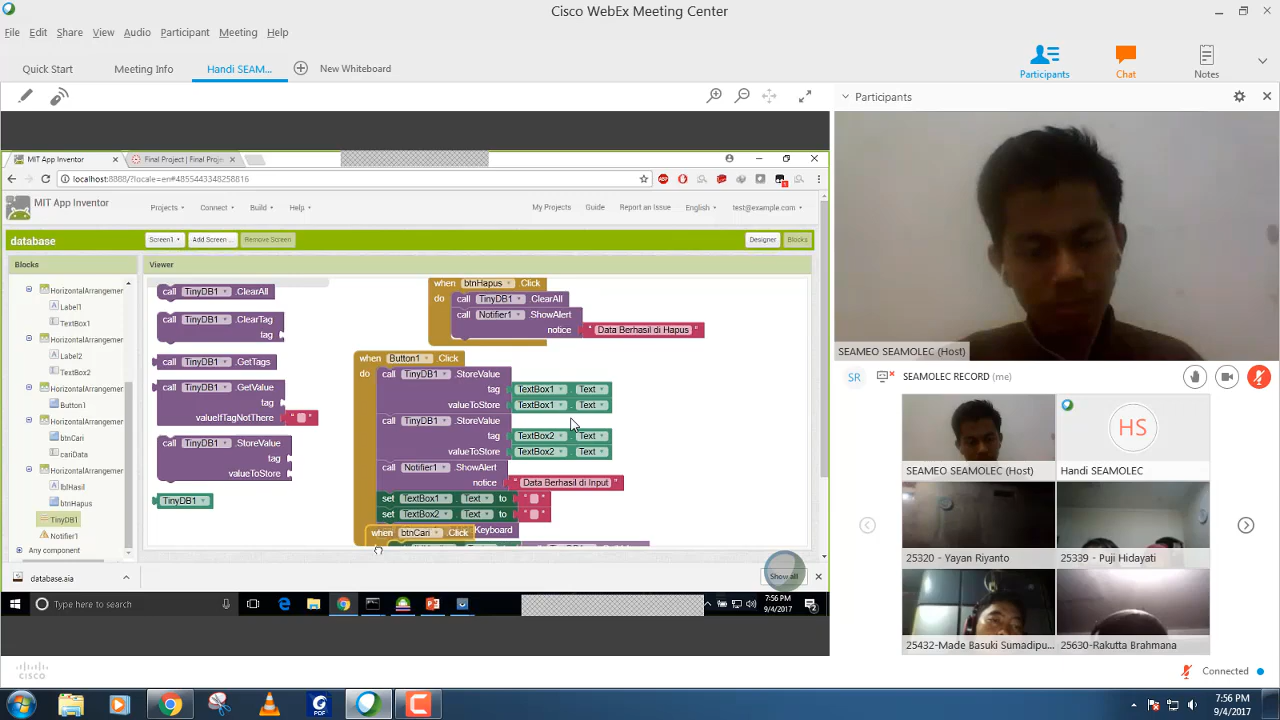 Cisco WebEx Meeting Center
File Edit Share View Audio Participant Meeting Help
Quick Start Meeting Info Handi SEAM... New Whiteboard
Participants Chat Notes
Participants
MIT App Inventor Final Project | Final Proje
localhost:8888/?locale=en#4855443348258816
MIT App Inventor
Projects Connect Build Help My Projects Guide Report an Issue English test@example.com
database Screen1 Add Screen ... Remove Screen Designer Blocks
Blocks Viewer
HorizontalArrangemer
Label1
TextBox1
HorizontalArrangemer
Label2
TextBox2
HorizontalArrangemer
Button1
HorizontalArrangemer
btnCari
cariData
HorizontalArrangemer
lblHasil
btnHapus
TinyDB1
Notifier1
Any component
call TinyDB1 .ClearAll
call TinyDB1 .ClearTag
tag
call TinyDB1 .GetTags
call TinyDB1 .GetValue
tag
valueIfTagNotThere " "
call TinyDB1 .StoreValue
tag
valueToStore
TinyDB1
when btnHapus .Click
do call TinyDB1 .ClearAll
call Notifier1 .ShowAlert
notice " Data Berhasil di Hapus "
when Button1 .Click
do call TinyDB1 .StoreValue
tag TextBox1 . Text
valueToStore TextBox1 . Text
call TinyDB1 .StoreValue
tag TextBox2 . Text
valueToStore TextBox2 . Text
call Notifier1 .ShowAlert
notice " Data Berhasil di Input "
set TextBox1 . Text to " "
set TextBox2 . Text to " "
Keyboard
when btnCari .Click
database.aia Show all
Type here to search
7:56 PM
9/4/2017
SEAMEO SEAMOLEC (Host)
SR SEAMOLEC RECORD (me)
SEAMEO SEAMOLEC (Host)
HS
Handi SEAMOLEC
25320 - Yayan Riyanto
25339 - Puji Hidayati
25432-Made Basuki Sumadipu...
25630-Rakutta Brahmana
CISCO
Connected
PDF
7:56 PM
9/4/2017